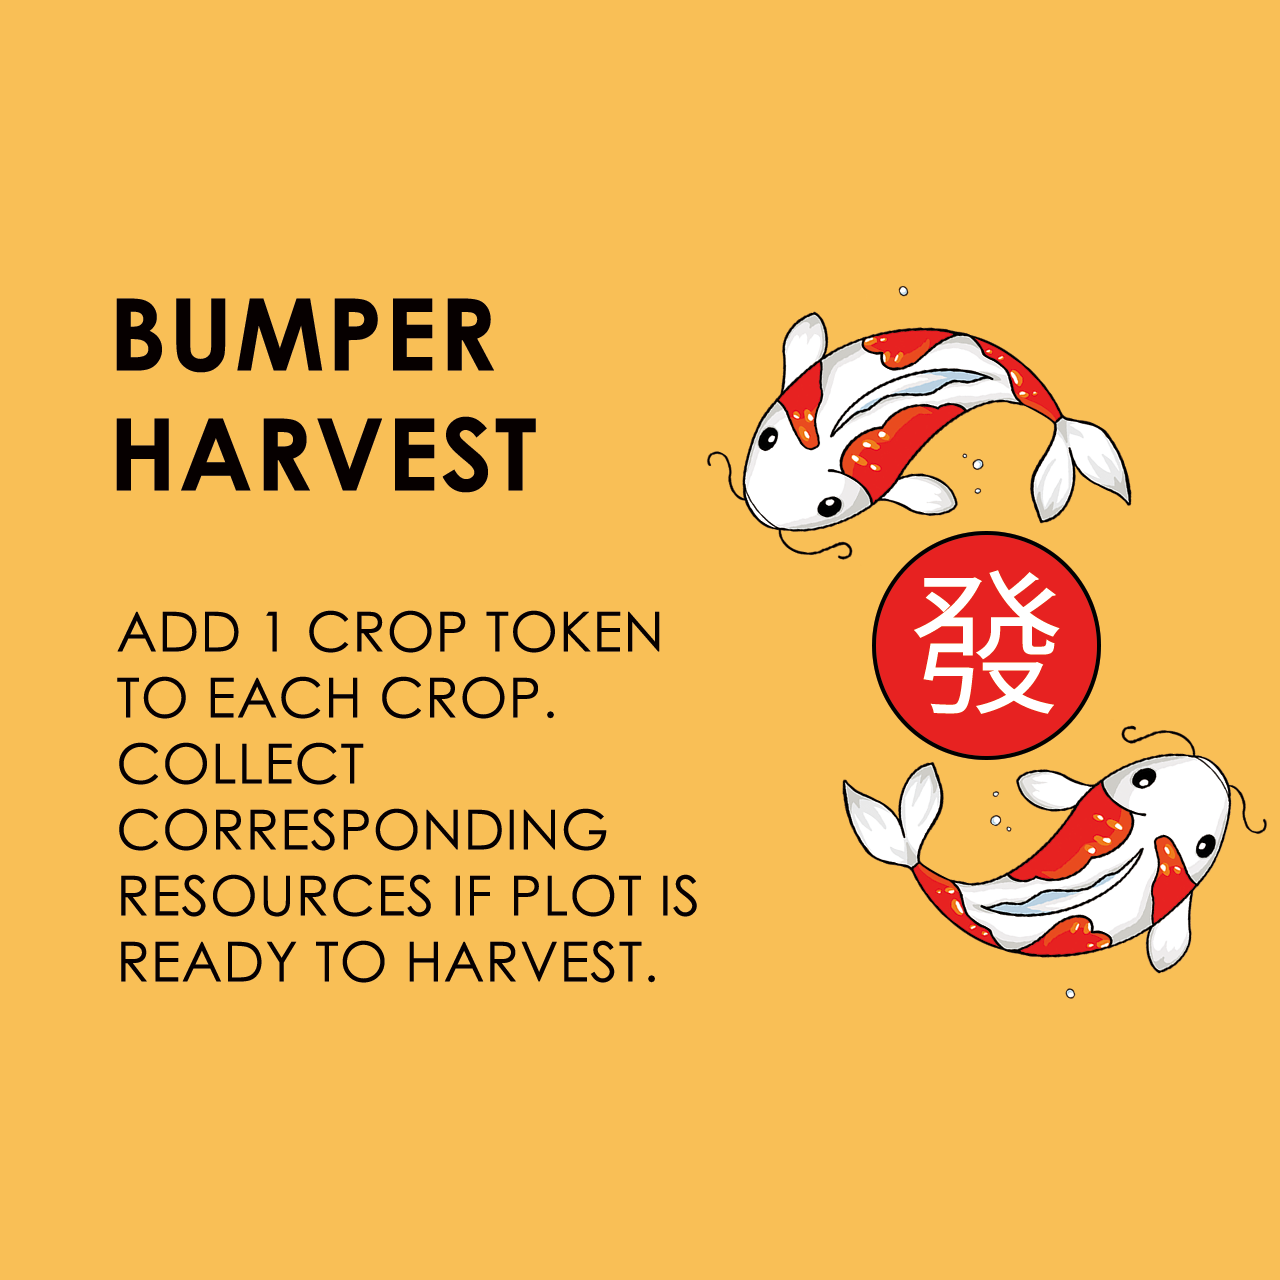 BUMPER
HARVEST
ADD 1 CROP TOKEN
TO EACH CROP.
COLLECT
CORRESPONDING
RESOURCES IF PLOT IS
READY TO HARVEST.
發